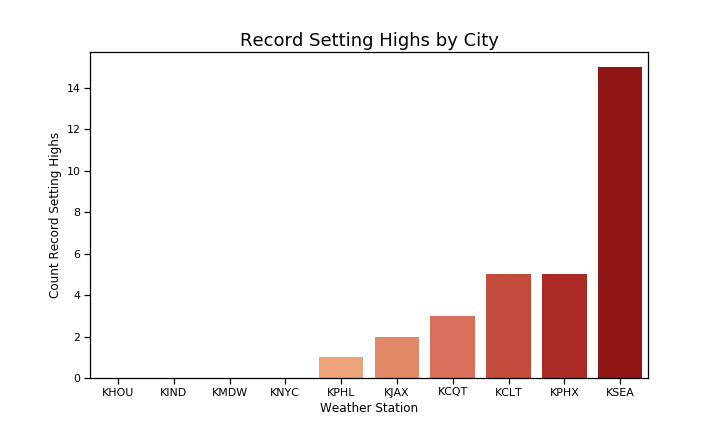 Record Setting Highs by City
Count Record Setting Highs
14
12
10
8
6
4
2
0
KHOU KIND KMDW KNYC KPHL KJAX KCQT KCLT KPHX KSEA
Weather Station